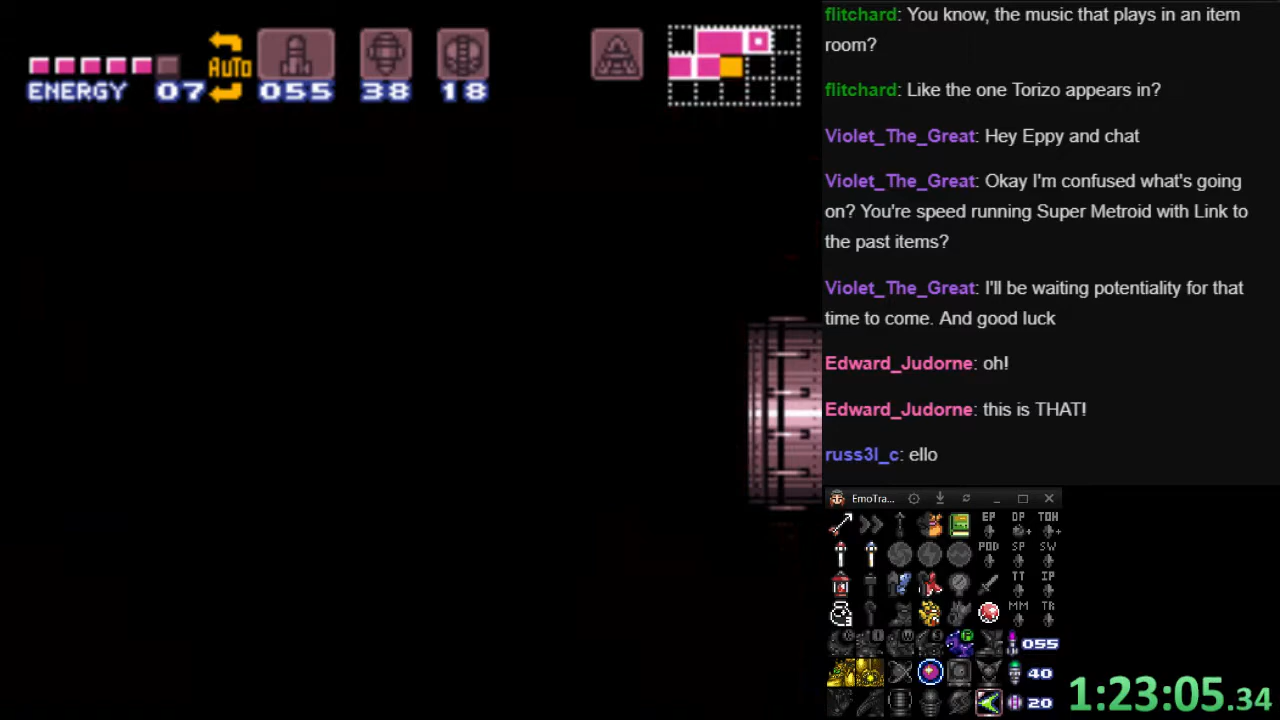 flitchard: You know, the music that plays in an item
room?
flitchard: Like the one Torizo appears in?
Violet_The_Great: Hey Eppy and chat
Violet_The_Great: Okay I'm confused what's going
on? You're speed running Super Metroid with Link to
the past items?
Violet_The_Great: I'll be waiting potentiality for that
time to come. And good luck
Edward_Judorne: oh!
Edward_Judorne: this is THAT!
russ3l_c: ello
AUTO
ENERGY 07 055 38 18
EmoTra...
EP DP TOH
POD SP SW
TT IP
MM TR
055
40
20
1:23:05.34